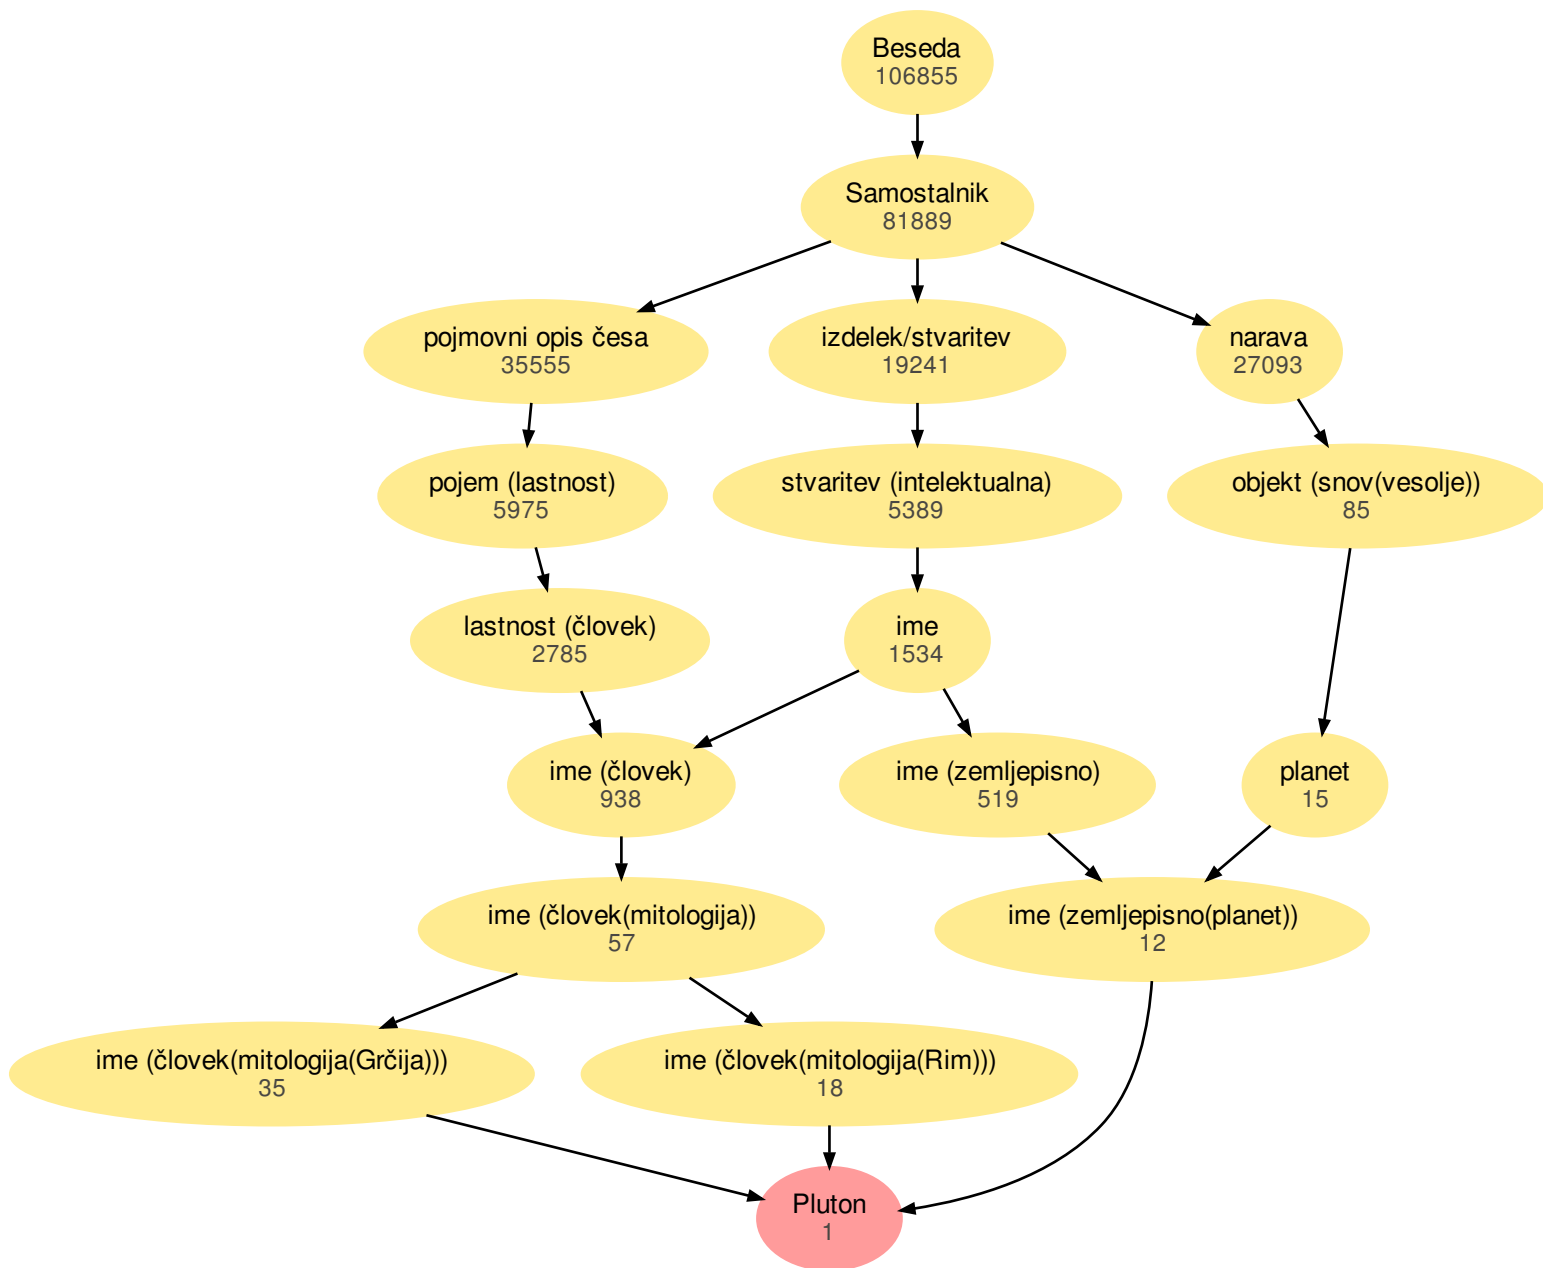 Beseda
106855
Samostalnik
81889
pojmovni opis česa
35555
izdelek/stvaritev
19241
narava
27093
pojem (lastnost)
5975
stvaritev (intelektualna)
5389
objekt (snov(vesolje))
85
lastnost (človek)
2785
ime
1534
ime (človek)
938
ime (zemljepisno)
519
planet
15
ime (človek(mitologija))
57
ime (zemljepisno(planet))
12
ime (človek(mitologija(Grčija)))
35
ime (človek(mitologija(Rim)))
18
Pluton
1